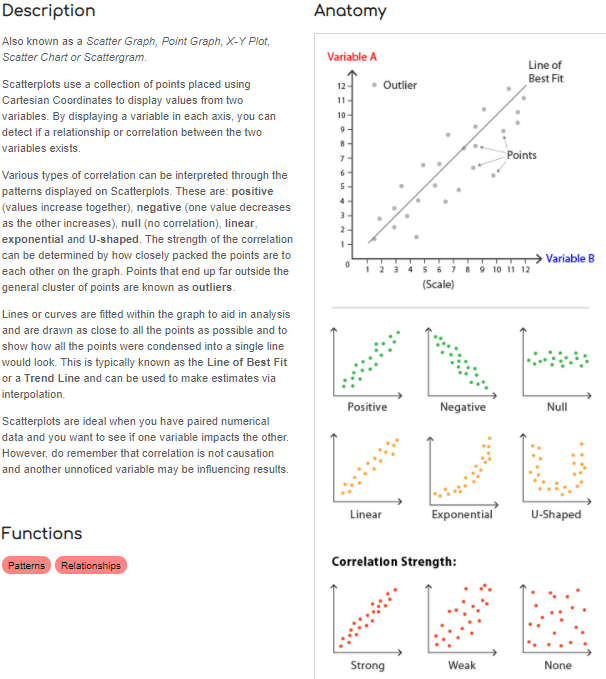 Description
Also known as a Scatter Graph, Point Graph, X-Y Plot,
Scatter Chart or Scattergram.
Scatterplots use a collection of points placed using
Cartesian Coordinates to display values from two
variables. By displaying a variable in each axis, you can
detect if a relationship or correlation between the two
variables exists.
Various types of correlation can be interpreted through the
patterns displayed on Scatterplots. These are: positive
(values increase together), negative (one value decreases
as the other increases), null (no correlation), linear,
exponential and U-shaped. The strength of the correlation
can be determined by how closely packed the points are to
each other on the graph. Points that end up far outside the
general cluster of points are known as outliers.
Lines or curves are fitted within the graph to aid in analysis
and are drawn as close to all the points as possible and to
show how all the points were condensed into a single line
would look. This is typically known as the Line of Best Fit
or a Trend Line and can be used to make estimates via
interpolation.
Scatterplots are ideal when you have paired numerical
data and you want to see if one variable impacts the other.
However, do remember that correlation is not causation
and another unnoticed variable may be influencing results.
Functions
Patterns Relationships
Anatomy
Variable A
Line of
Best Fit
Outlier
Points
12
11
10
9
8
7
6
5
4
3
2
1
0
1 2 3 4 5 6 7 8 9 10 11 12
Variable B
(Scale)
Positive Negative Null
Linear Exponential U-Shaped
Correlation Strength:
Strong Weak None